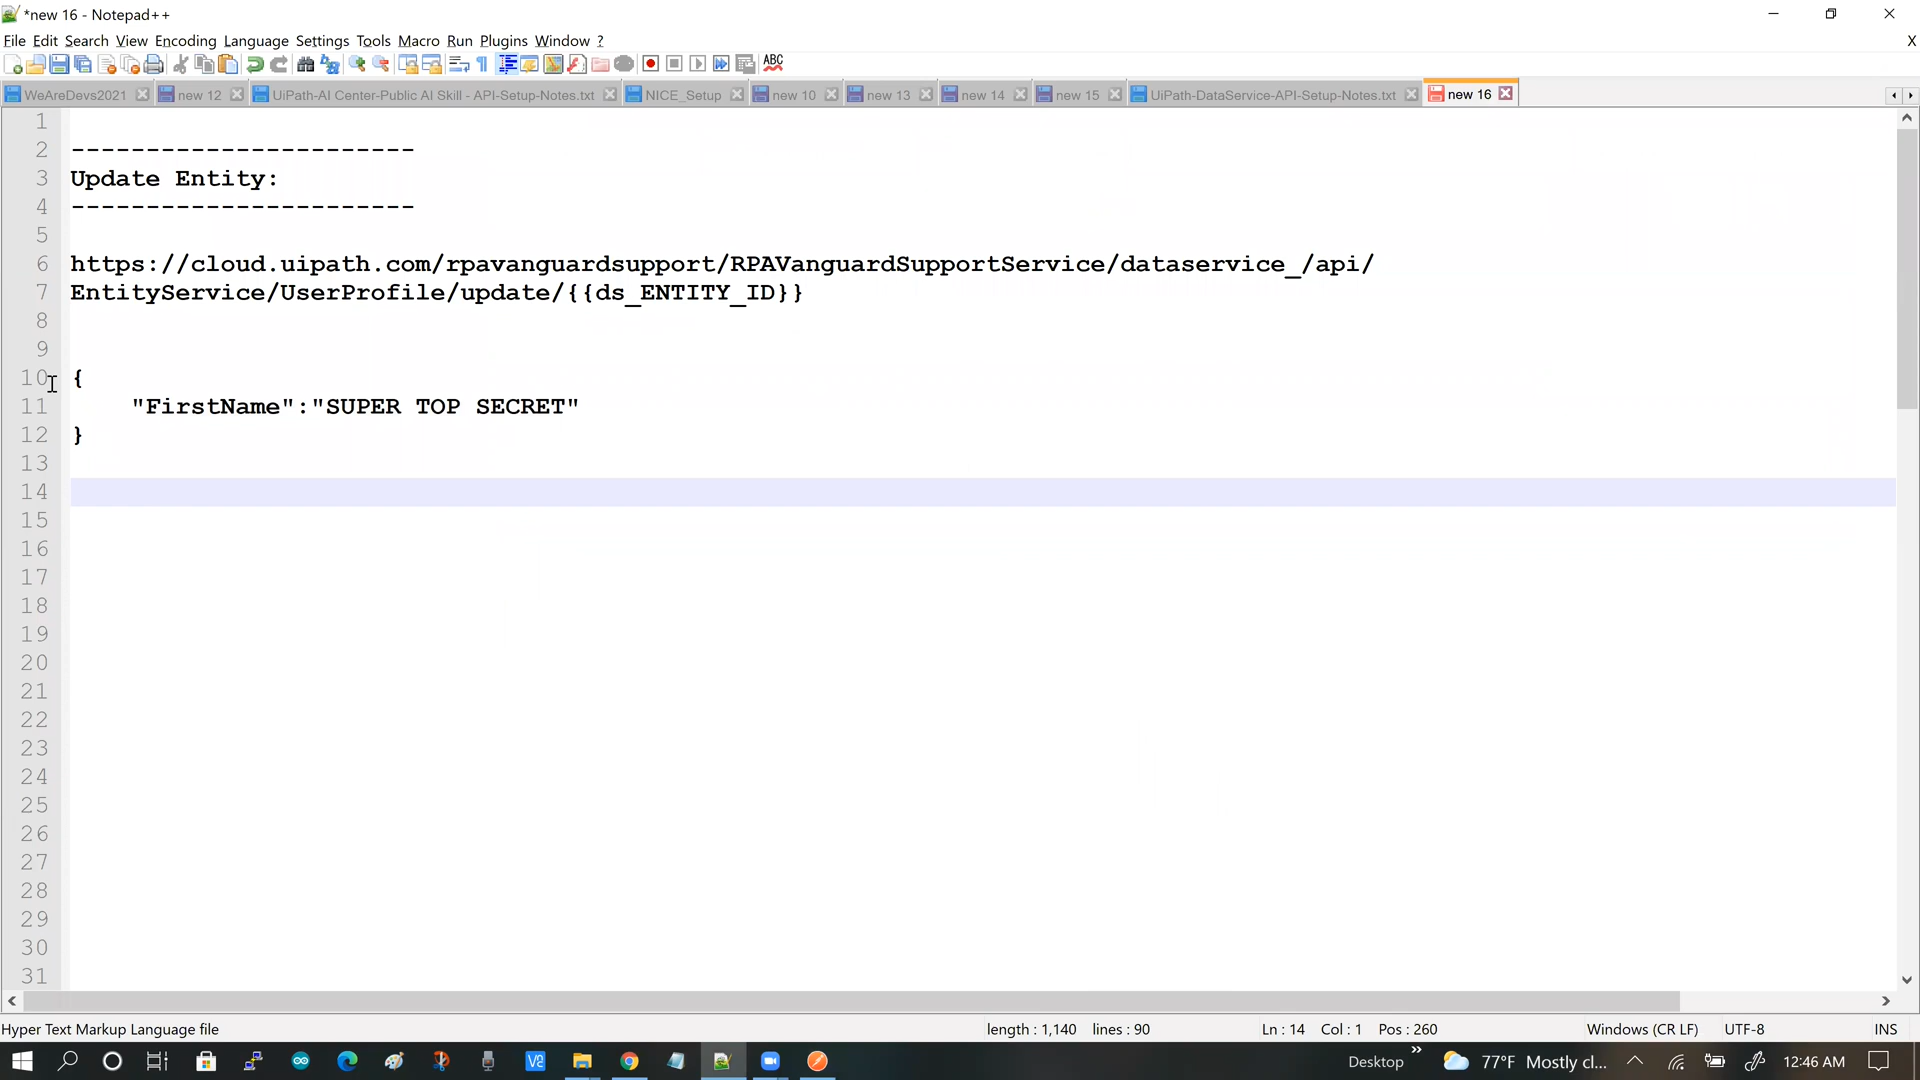 *new 16 - Notepad++
File Edit Search View Encoding Language Settings Tools Macro Run Plugins Window ? X
ABC
WeAreDevs2021 new 12 UiPath-AI Center-Public AI Skill - API-Setup-Notes.txt NICE_Setup new 10 new 13 new 14 new 15 UiPath-DataService-API-Setup-Notes.txt new 16
1
2 -----------------------
3 Update Entity:
4 -----------------------
5
6 https://cloud.uipath.com/rpavanguardsupport/RPAVanguardSupportService/dataservice_/api/
7 EntityService/UserProfile/update/{{ds_ENTITY_ID}}
8
9
10 {
11 "FirstName":"SUPER TOP SECRET"
12 }
13
14
15
16
17
18
19
20
21
22
23
24
25
26
27
28
29
30
31
Hyper Text Markup Language file length : 1,140 lines : 90 Ln : 14 Col : 1 Pos : 260 Windows (CR LF) UTF-8 INS
Desktop » 77°F Mostly cl... 12:46 AM